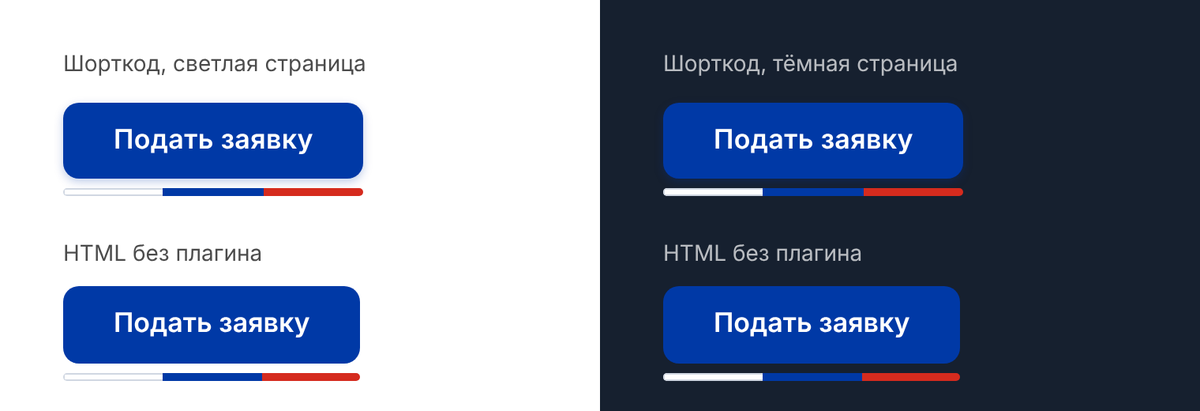 Шорткод, светлая страница
Подать заявку
HTML без плагина
Подать заявку
Шорткод, тёмная страница
Подать заявку
HTML без плагина
Подать заявку